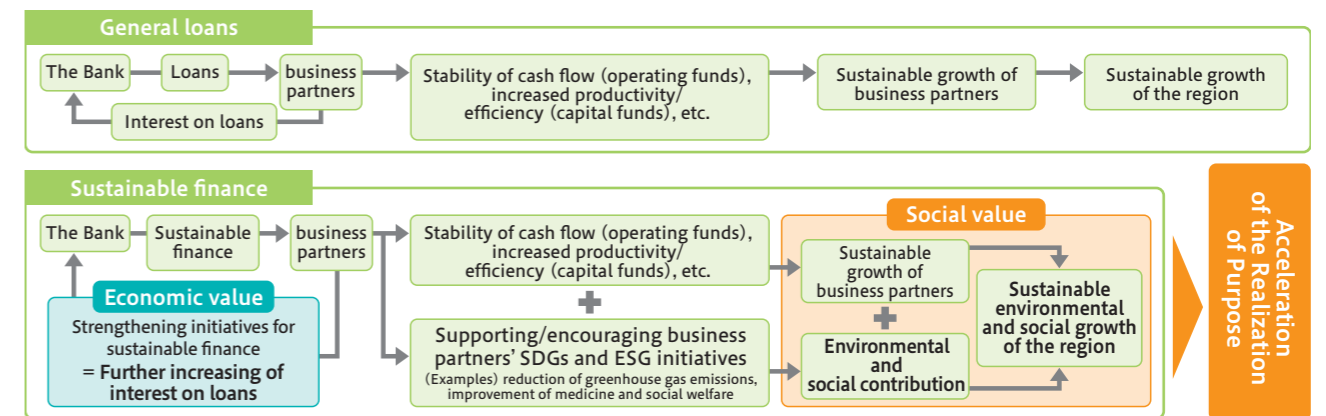 General loans
The Bank
Loans
business
partners
Interest on loans
Stability of cash flow (operating funds),
increased productivity/
efficiency (capital funds), etc.
Sustainable growth of
business partners
Sustainable growth
of the region
Sustainable finance
The Bank
Sustainable
finance
business
partners
Economic value
Strengthening initiatives for
sustainable finance
= Further increasing of
interest on loans
Stability of cash flow (operating funds),
increased productivity/
efficiency (capital funds), etc.
+
Supporting/encouraging business
partners’ SDGs and ESG initiatives
(Examples) reduction of greenhouse gas emissions,
improvement of medicine and social welfare
Social value
Sustainable
growth of
business partners
+
Environmental
and
social contribution
Sustainable
environmental
and social growth
of the region
Acceleration
of the Realization
of Purpose